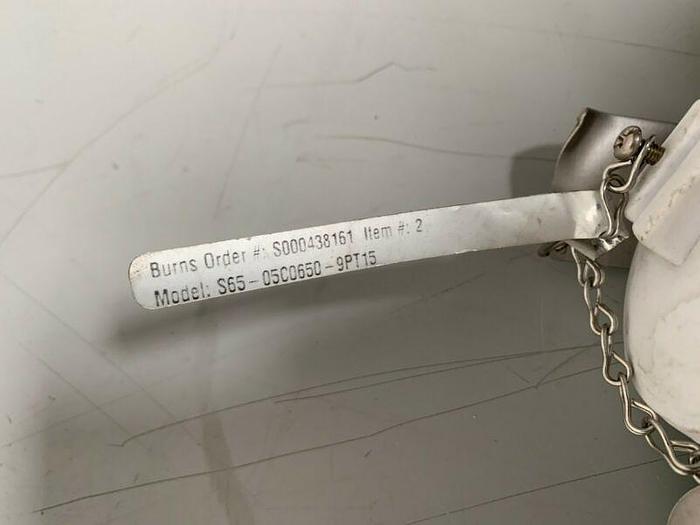 Burns Order #: S000438161 Item #: 2
Model: S65-05C0650-9PT15